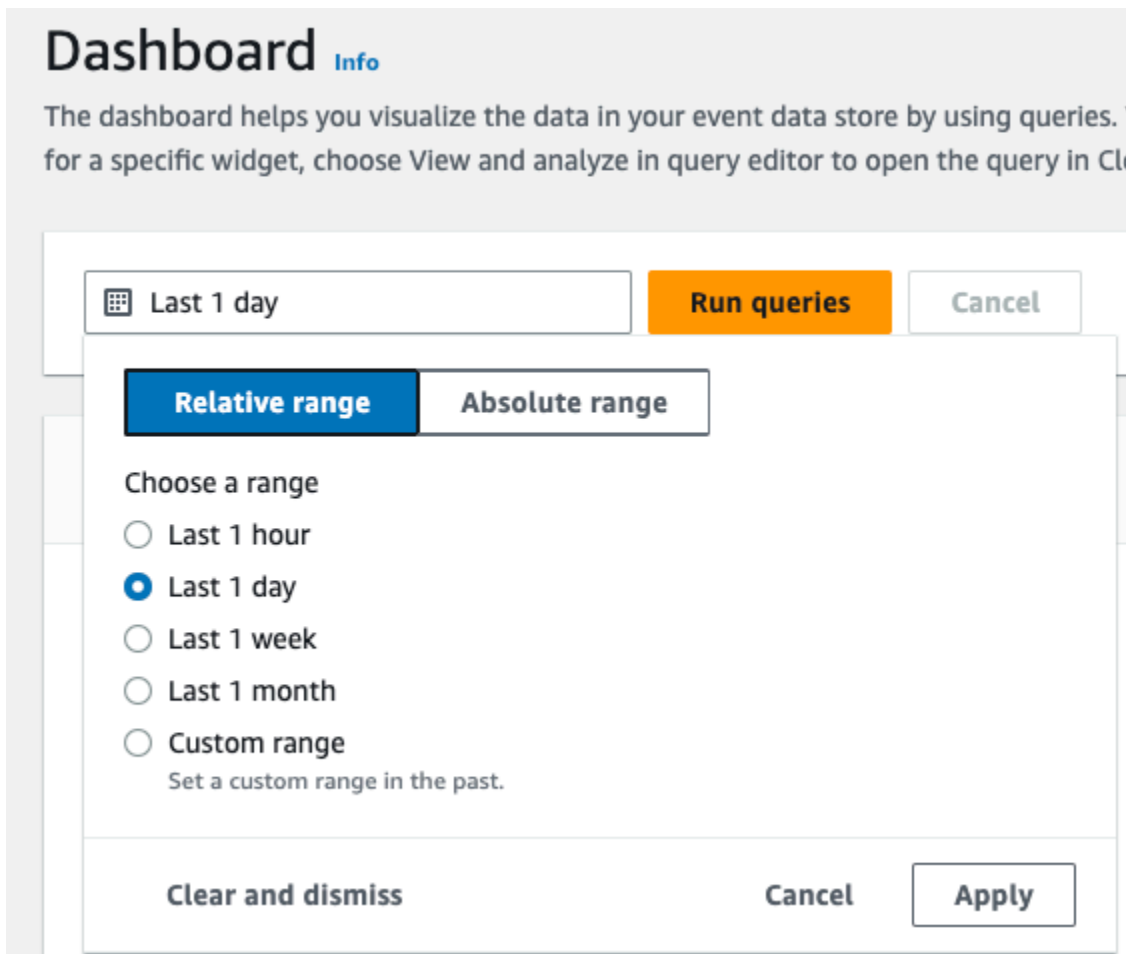 Dashboard Info
The dashboard helps you visualize the data in your event data store by using queries.
for a specific widget, choose View and analyze in query editor to open the query in
Last 1 day
Run queries
Cancel
Relative range
Absolute range
Choose a range
Last 1 hour
Last 1 day
Last 1 week
Last 1 month
Custom range
Set a custom range in the past.
Clear and dismiss
Cancel
Apply